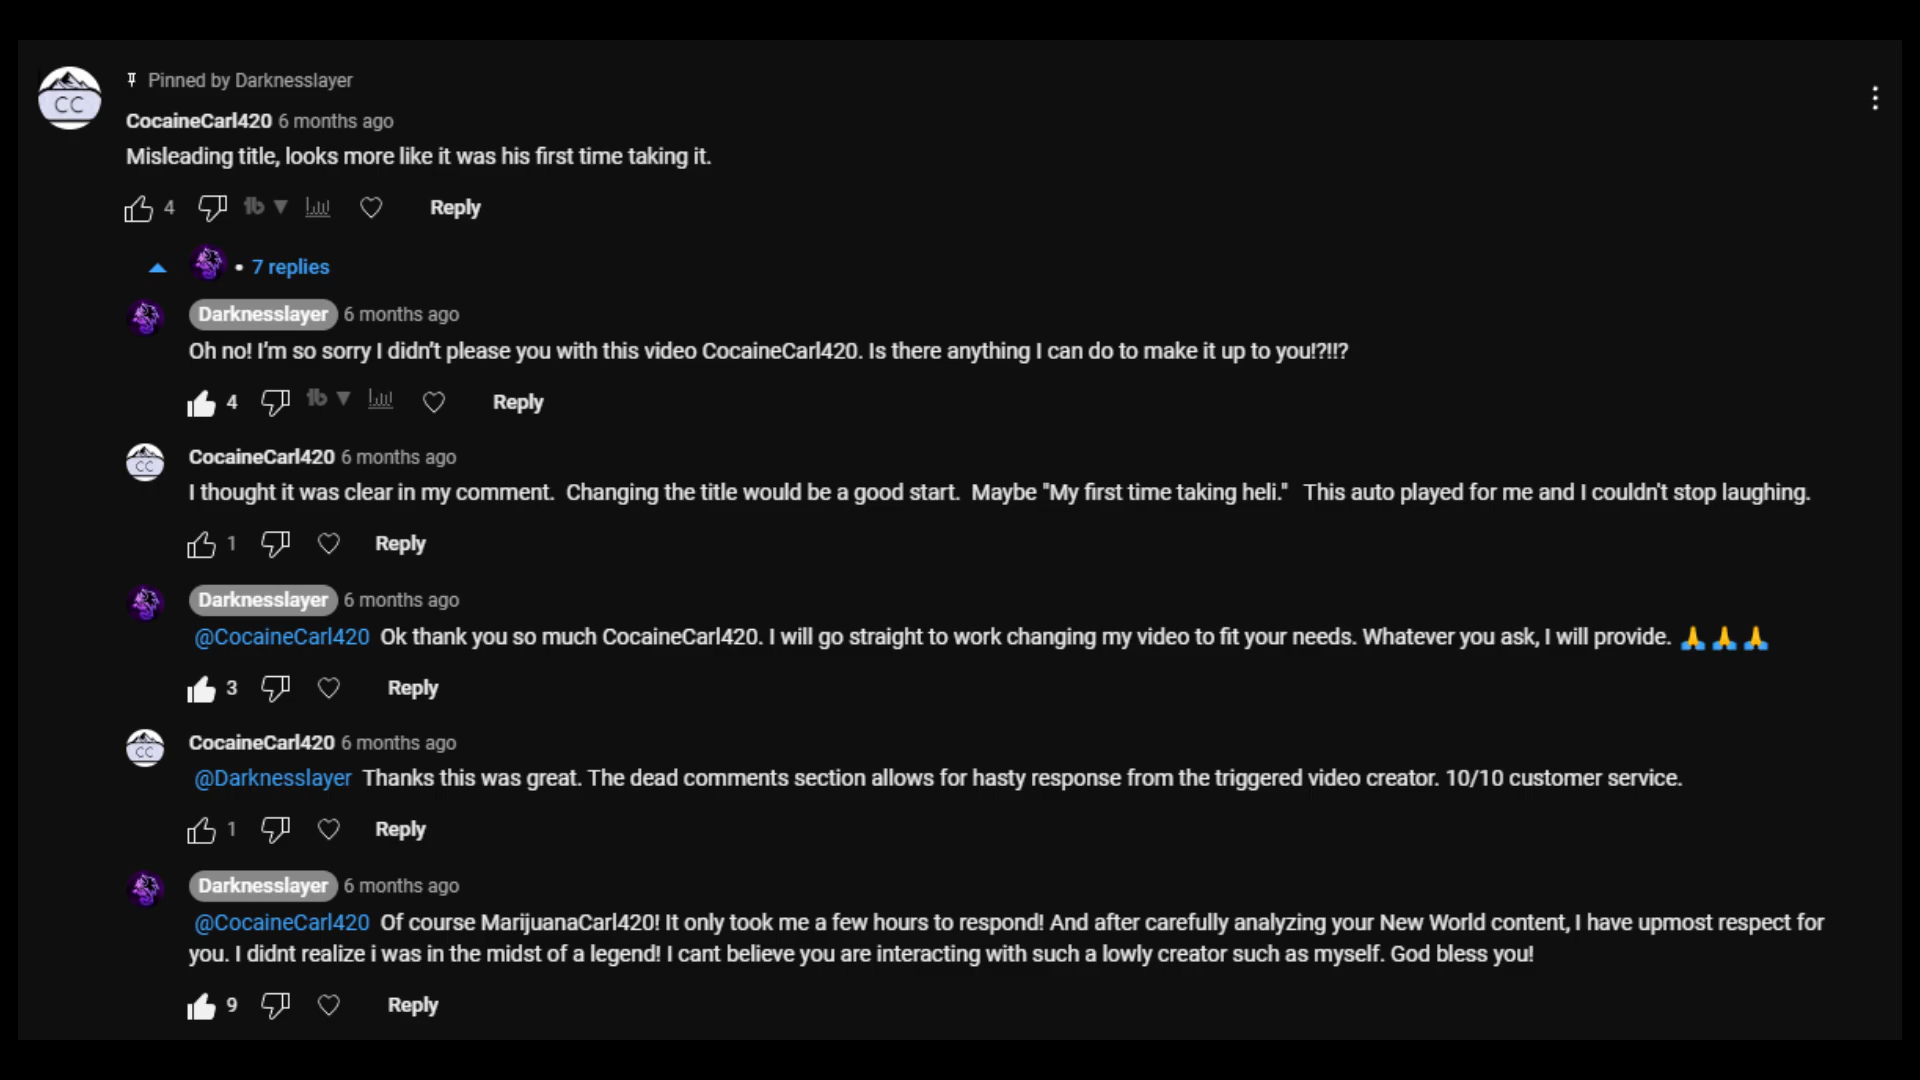 Pinned by Darknesslayer
CC
CocaineCarl420 6 months ago
Misleading title, looks more like it was his first time taking it.
4 Reply
• 7 replies
Darknesslayer 6 months ago
Oh no! I'm so sorry I didn't please you with this video CocaineCarl420. Is there anything I can do to make it up to you!?!!?
4 Reply
CC
CocaineCarl420 6 months ago
I thought it was clear in my comment.  Changing the title would be a good start.  Maybe "My first time taking heli."   This auto played for me and I couldn't stop laughing.
1 Reply
Darknesslayer 6 months ago
@CocaineCarl420 Ok thank you so much CocaineCarl420. I will go straight to work changing my video to fit your needs. Whatever you ask, I will provide. 🙏🙏🙏
3 Reply
CC
CocaineCarl420 6 months ago
@Darknesslayer Thanks this was great. The dead comments section allows for hasty response from the triggered video creator. 10/10 customer service.
1 Reply
Darknesslayer 6 months ago
@CocaineCarl420 Of course MarijuanaCarl420! It only took me a few hours to respond! And after carefully analyzing your New World content, I have upmost respect for
you. I didnt realize i was in the midst of a legend! I cant believe you are interacting with such a lowly creator such as myself. God bless you!
9 Reply